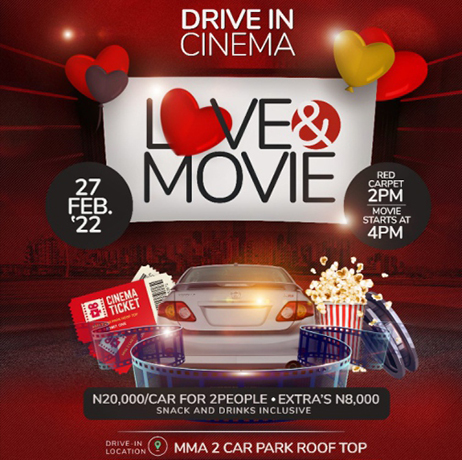 DRIVE IN
CINEMA
LOVE&
MOVIE
27
FEB.
'22
RED
CARPET
2PM
MOVIE
STARTS AT
4PM
CINEMA
TICKET
N20,000/CAR FOR 2PEOPLE • EXTRA'S N8,000
SNACK AND DRINKS INCLUSIVE
DRIVE-IN
LOCATION
MMA 2 CAR PARK ROOF TOP